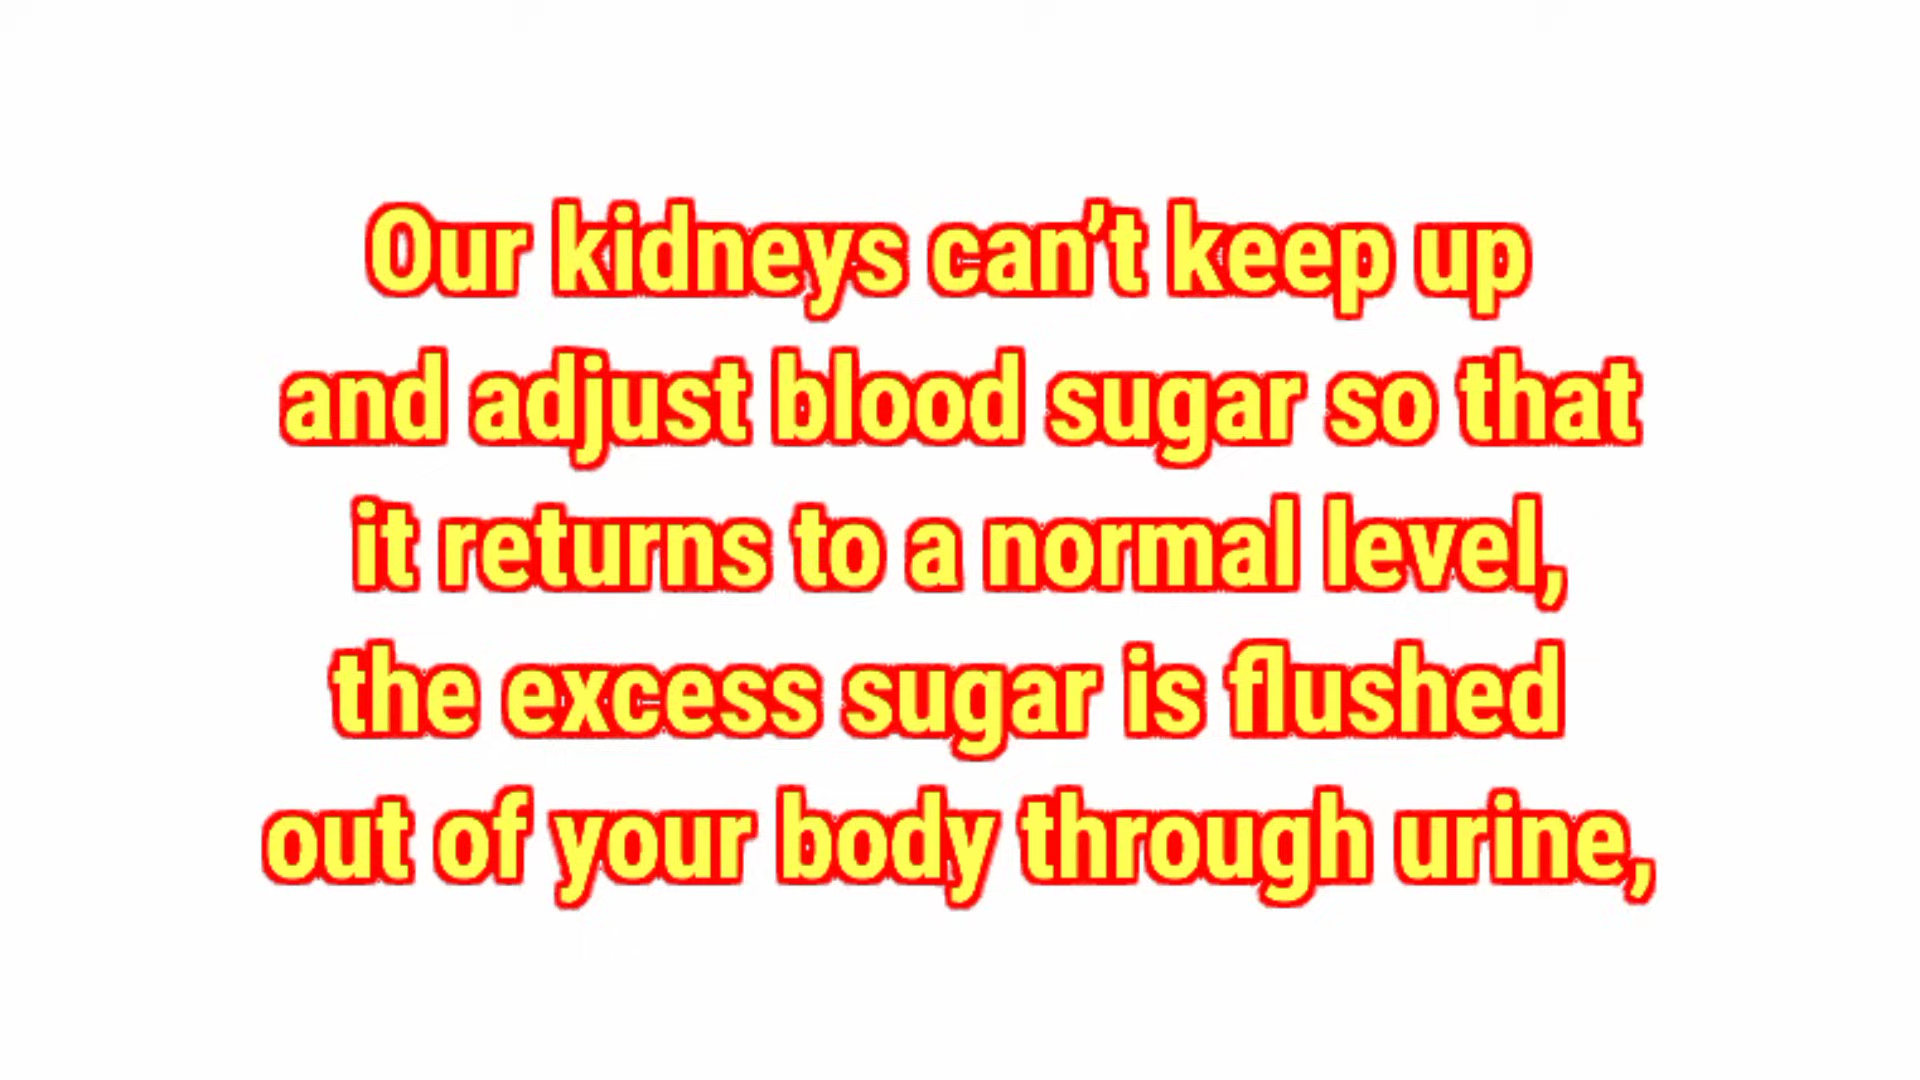 Our kidneys can’t keep up
and adjust blood sugar so that
it returns to a normal level,
the excess sugar is flushed
out of your body through urine,